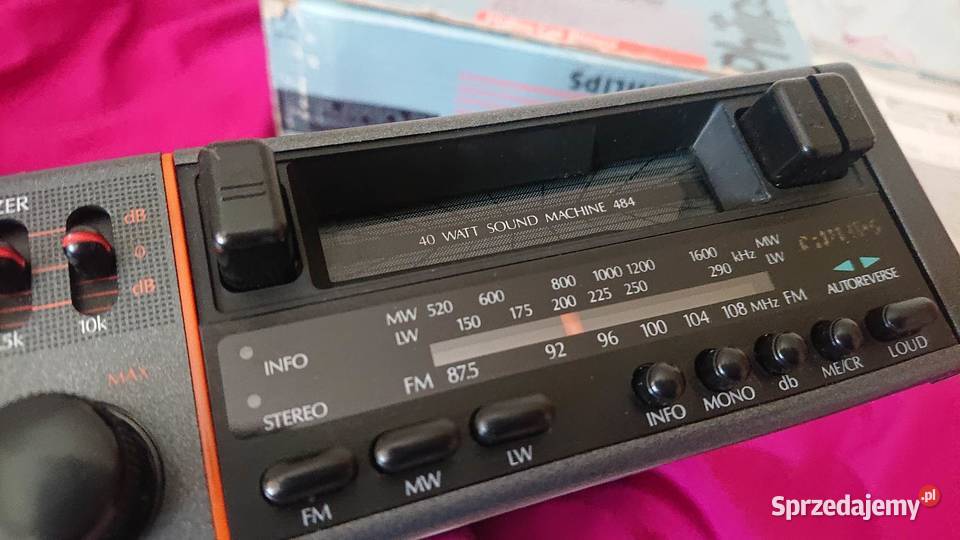 PHILIPS
ZER
dB
0
dB
10k
5k
MAX
40 WATT SOUND MACHINE 484
MW 520 600 800 1000 1200 1600 kHz MW
LW 150 175 200 225 250 290 LW
FM 87.5 92 96 100 104 108 MHz FM
AUTOREVERSE
INFO
STEREO
INFO MONO db ME/CR LOUD
FM MW LW
Sprzedajemy.pl